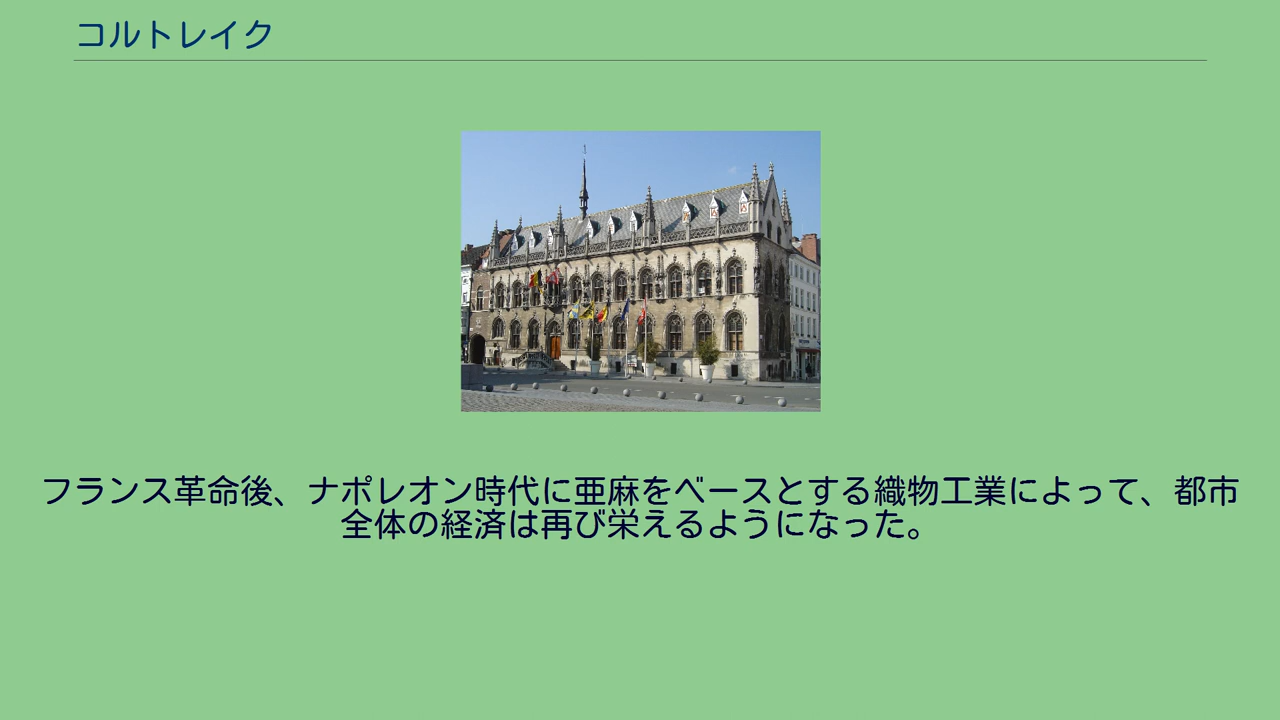 コルトレイク
フランス革命後、ナポレオン時代に亜麻をベースとする織物工業によって、都市
全体の経済は再び栄えるようになった。